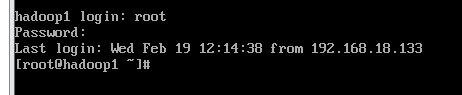 hadoop1 login: root
Password:
Last login: Wed Feb 19 12:14:38 from 192.168.18.133
[root@hadoop1 ~]#